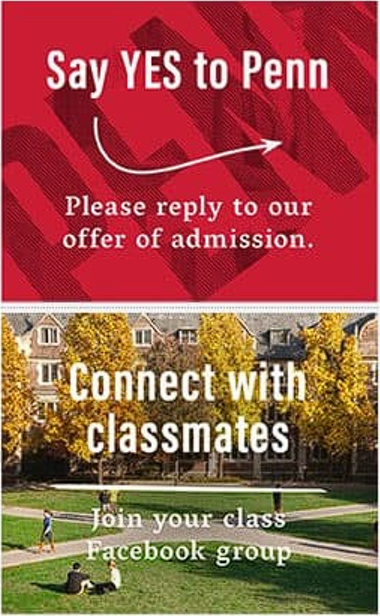 Say YES to Penn
Please reply to our
offer of admission.
Connect with
classmates
Join your class
Facebook group